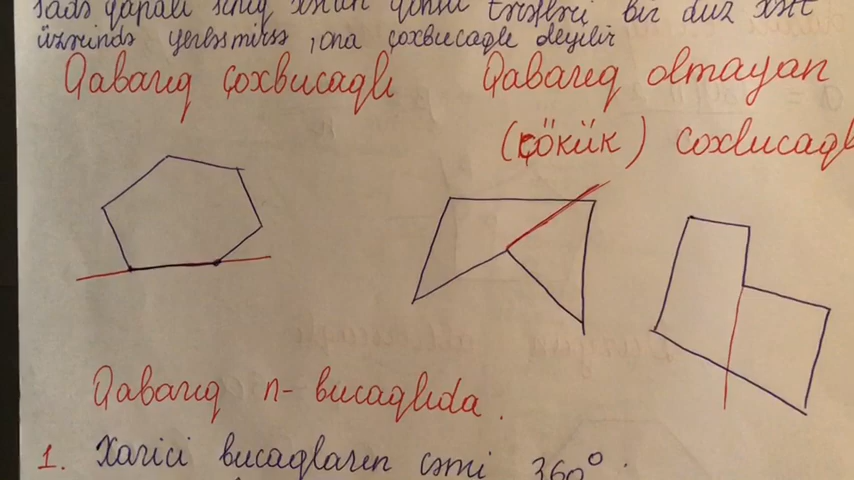 sadə qapalı sınıq xəttin qonşu tərəfləri bir düz xətt
üzərində yerləşmirsə, ona çoxbucaqlı deyilir
Qabarıq çoxbucaqlı
Qabarıq olmayan
(çökük) çoxbucaqlı
Qabarıq n-bucaqlıda.
1. Xarici bucaqların cəmi 360°.